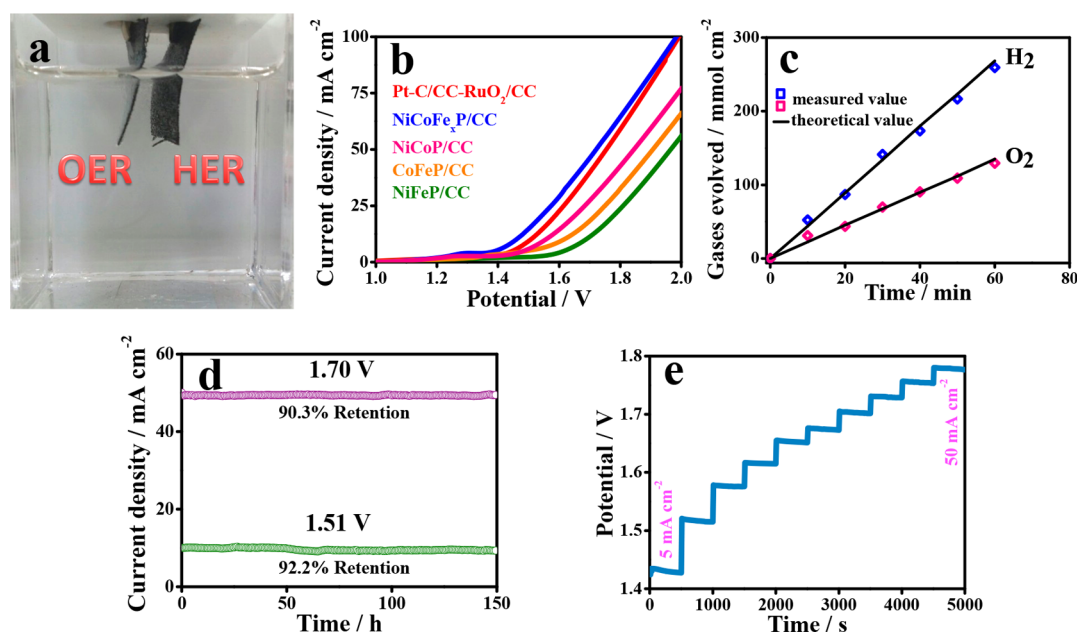 a
OER HER
b
Current density / mA cm⁻²
100
75
50
25
0
Pt-C/CC-RuO₂/CC
NiCoFeₓP/CC
NiCoP/CC
CoFeP/CC
NiFeP/CC
1.0 1.2 1.4 1.6 1.8 2.0
Potential / V
c
Gases evolved / mmol cm⁻²
300
200
100
0
H₂
measured value
theoretical value
O₂
0 20 40 60 80
Time / min
d
Current density / mA cm⁻²
60
40
20
0
1.70 V
90.3% Retention
1.51 V
92.2% Retention
0 50 100 150
Time / h
e
Potential / V
1.8
1.7
1.6
1.5
1.4
5 mA cm⁻²
50 mA cm⁻²
0 1000 2000 3000 4000 5000
Time / s